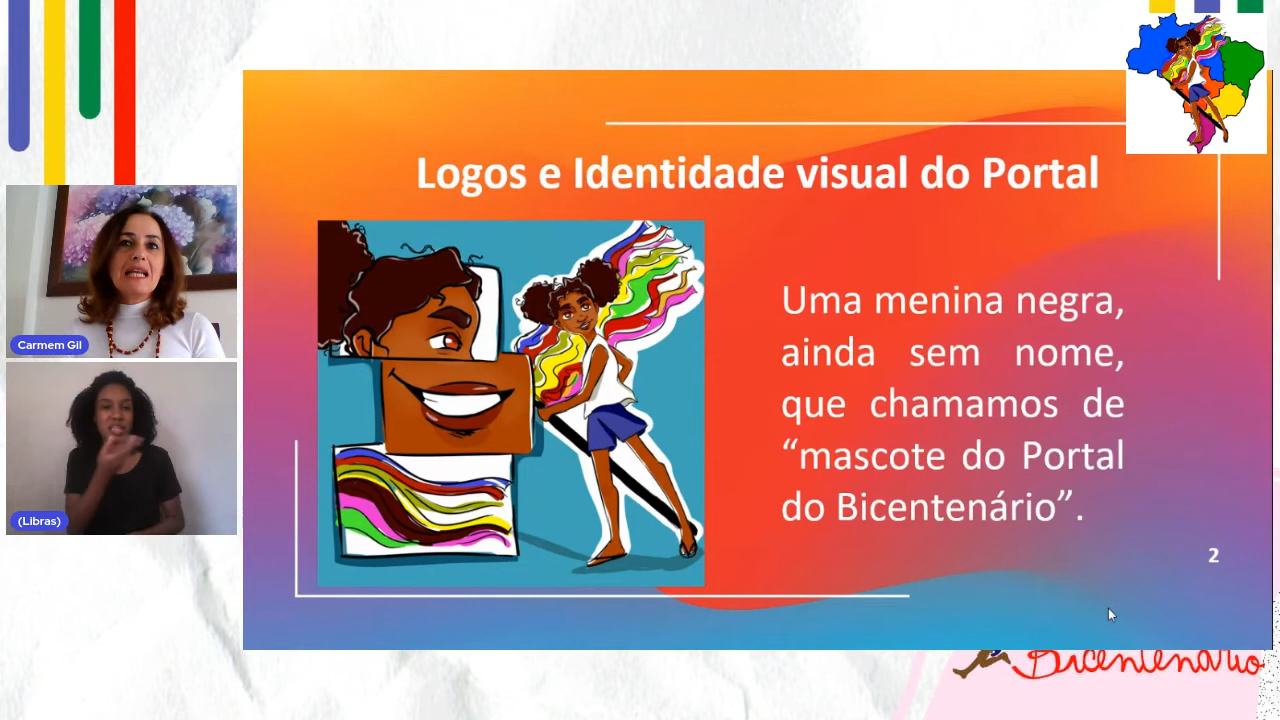 Logos e Identidade visual do Portal
Uma menina negra,
ainda sem nome,
que chamamos de
“mascote do Portal
do Bicentenário”.
2
Carmem Gil
(Libras)
Bicentenário